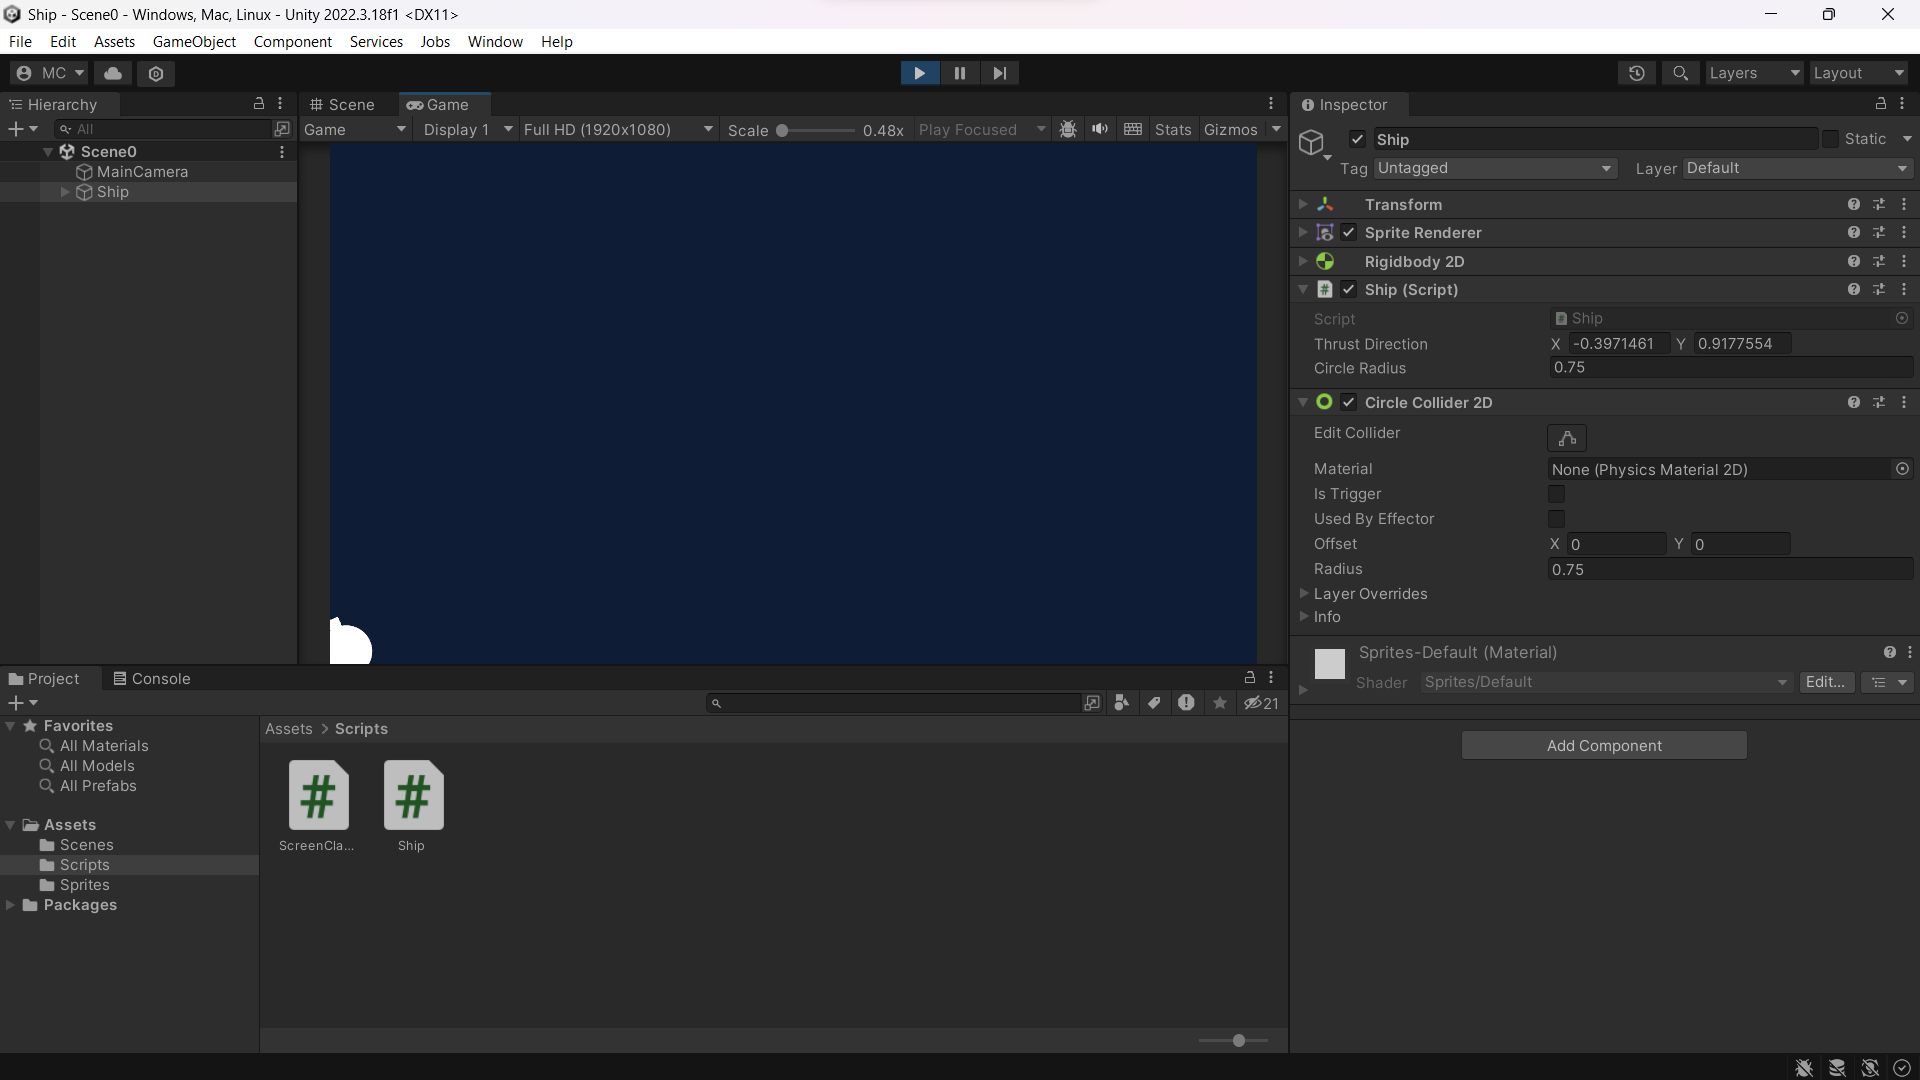 Ship - Scene0 - Windows, Mac, Linux - Unity 2022.3.18f1 <DX11>
File Edit Assets GameObject Component Services Jobs Window Help
MC
Layers
Layout
Hierarchy
All
Scene0
MainCamera
Ship
Scene
Game
Game
Display 1
Full HD (1920x1080)
Scale
0.48x
Play Focused
Stats
Gizmos
Inspector
Ship
Static
Tag
Untagged
Layer
Default
Transform
Sprite Renderer
Rigidbody 2D
Ship (Script)
Script
Ship
Thrust Direction
X -0.3971461 Y 0.9177554
Circle Radius
0.75
Circle Collider 2D
Edit Collider
Material
None (Physics Material 2D)
Is Trigger
Used By Effector
Offset
X 0 Y 0
Radius
0.75
Layer Overrides
Info
Sprites-Default (Material)
Shader
Sprites/Default
Edit...
Add Component
Project
Console
21
Favorites
All Materials
All Models
All Prefabs
Assets
Scenes
Scripts
Sprites
Packages
Assets > Scripts
ScreenCla...
Ship